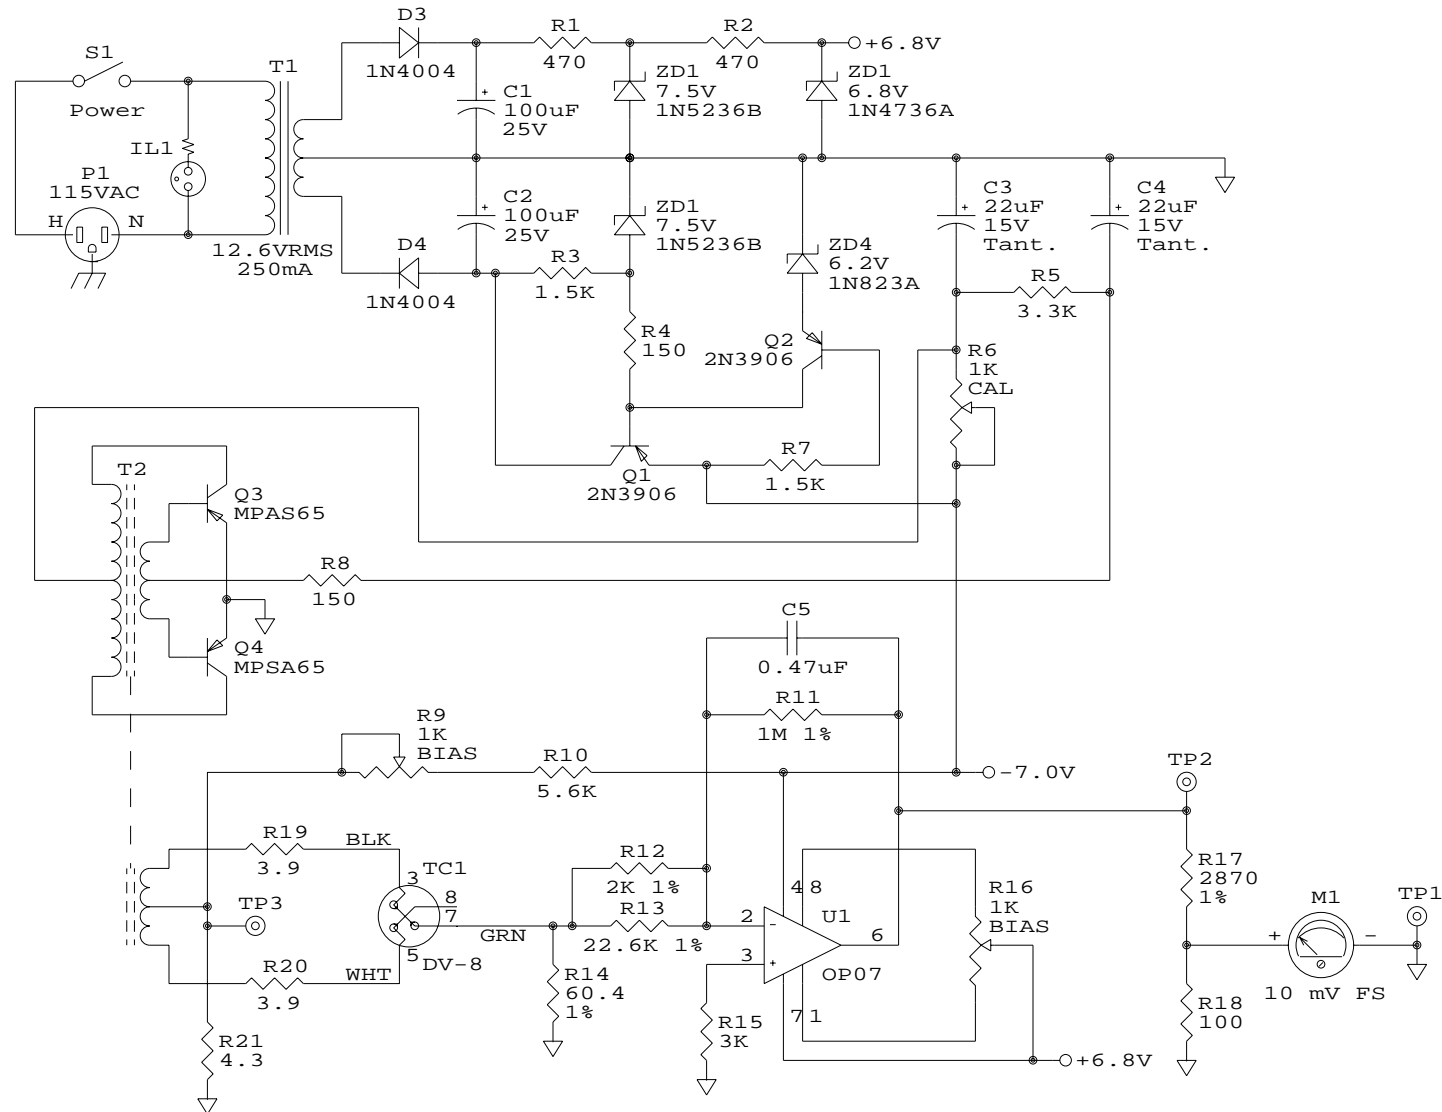 D3
1N4004
R1
470
R2
470
+6.8V
S1
Power
T1
ZD1
7.5V
1N5236B
ZD1
6.8V
1N4736A
+
C1
100uF
25V
IL1
P1
115VAC
H
N
12.6VRMS
250mA
+
C2
100uF
25V
ZD1
7.5V
1N5236B
ZD4
6.2V
1N823A
+
C3
22uF
15V
Tant.
+
C4
22uF
15V
Tant.
D4
1N4004
R3
1.5K
R5
3.3K
R4
150
Q2
2N3906
R6
1K
CAL
Q1
2N3906
R7
1.5K
T2
Q3
MPAS65
R8
150
Q4
MPSA65
C5
0.47uF
R11
1M 1%
R9
1K
BIAS
R10
5.6K
-7.0V
TP2
R19
3.9
BLK
TC1
3
8
7
5
DV-8
GRN
WHT
TP3
R20
3.9
R21
4.3
R12
2K 1%
R13
22.6K 1%
R14
60.4
1%
R15
3K
2
-
3
+
4
8
U1
6
OP07
7
1
R16
1K
BIAS
+6.8V
R17
2870
1%
R18
100
M1
+
-
10 mV FS
TP1